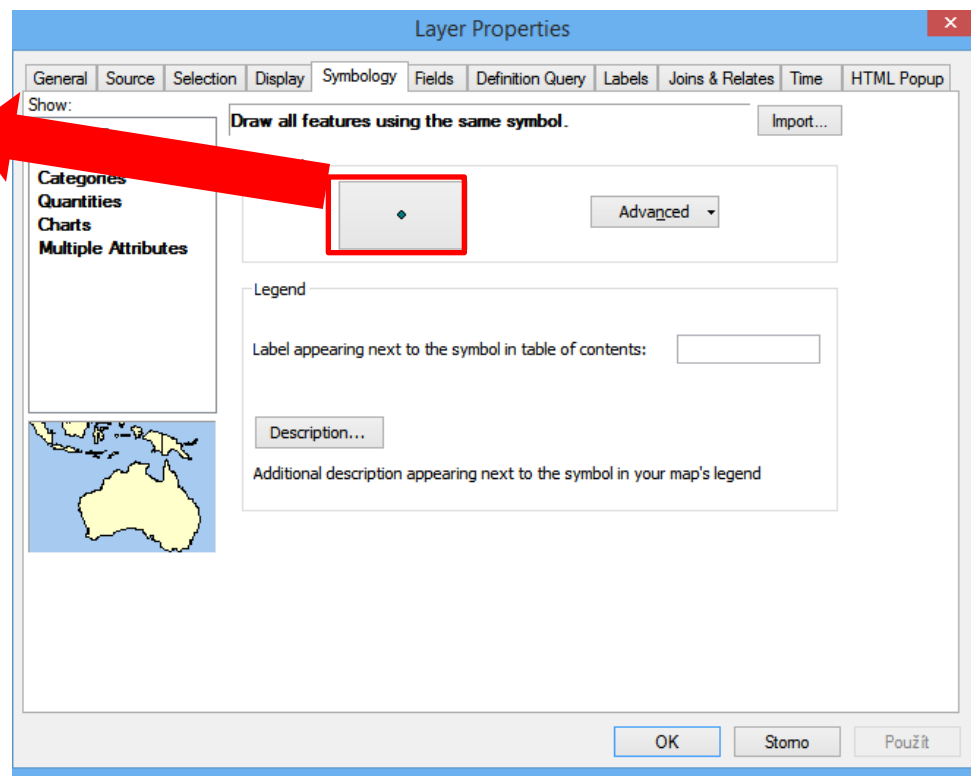 Layer Properties
General Source Selection Display Symbology Fields Definition Query Labels Joins & Relates Time HTML Popup
Show:
Draw all features using the same symbol.
Import...
Categories
Quantities
Charts
Multiple Attributes
Advanced
Legend
Label appearing next to the symbol in table of contents:
Description...
Additional description appearing next to the symbol in your map's legend
OK Storno Použít